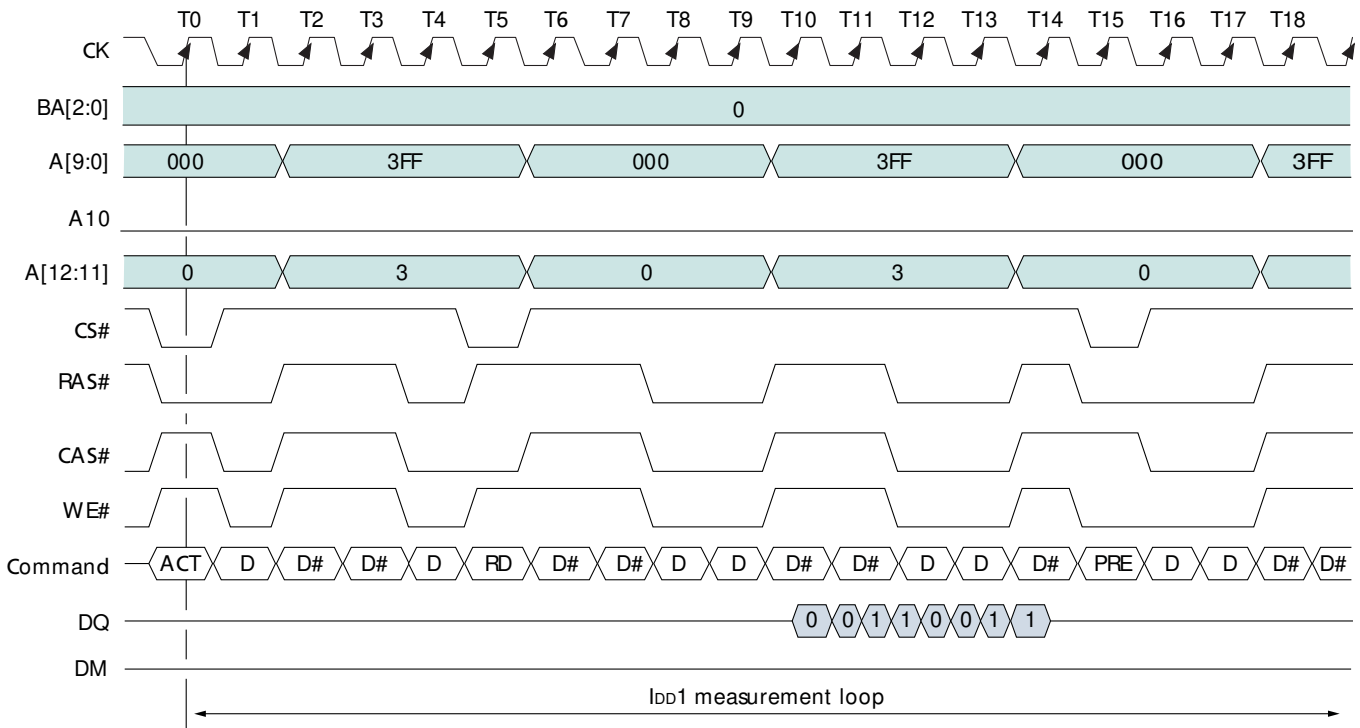 T0 T1 T2 T3 T4 T5 T6 T7 T8 T9 T10 T11 T12 T13 T14 T15 T16 T17 T18
CK
BA[2:0] 0
A[9:0] 000 3FF 000 3FF 000 3FF
A10
A[12:11] 0 3 0 3 0
CS#
RAS#
CAS#
WE#
Command ACT D D# D# D RD D# D# D D D# D# D D D# PRE D D D# D#
DQ 0 0 1 1 0 0 1 1
DM
IDD1 measurement loop